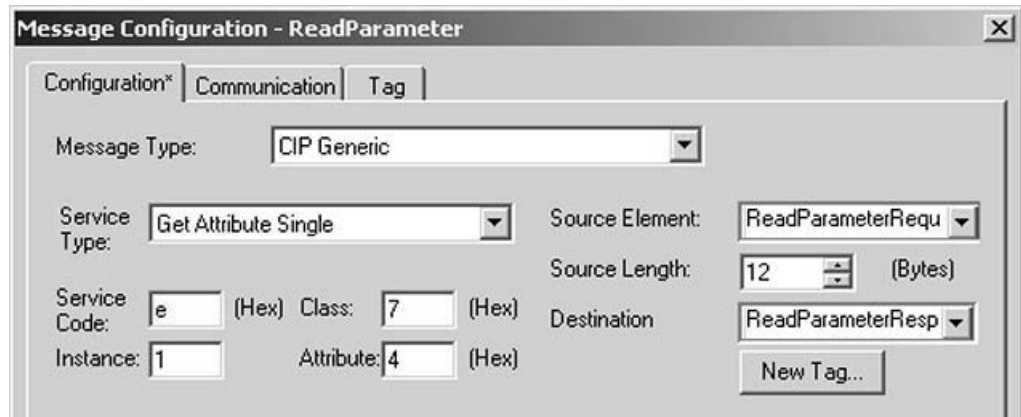 Message Configuration - ReadParameter
Configuration* Communication Tag
Message Type: CIP Generic
Service Type: Get Attribute Single
Source Element: ReadParameterRequ
Source Length: 12 (Bytes)
Service Code: e (Hex) Class: 7 (Hex)
Destination ReadParameterResp
Instance: 1 Attribute: 4 (Hex)
New Tag...